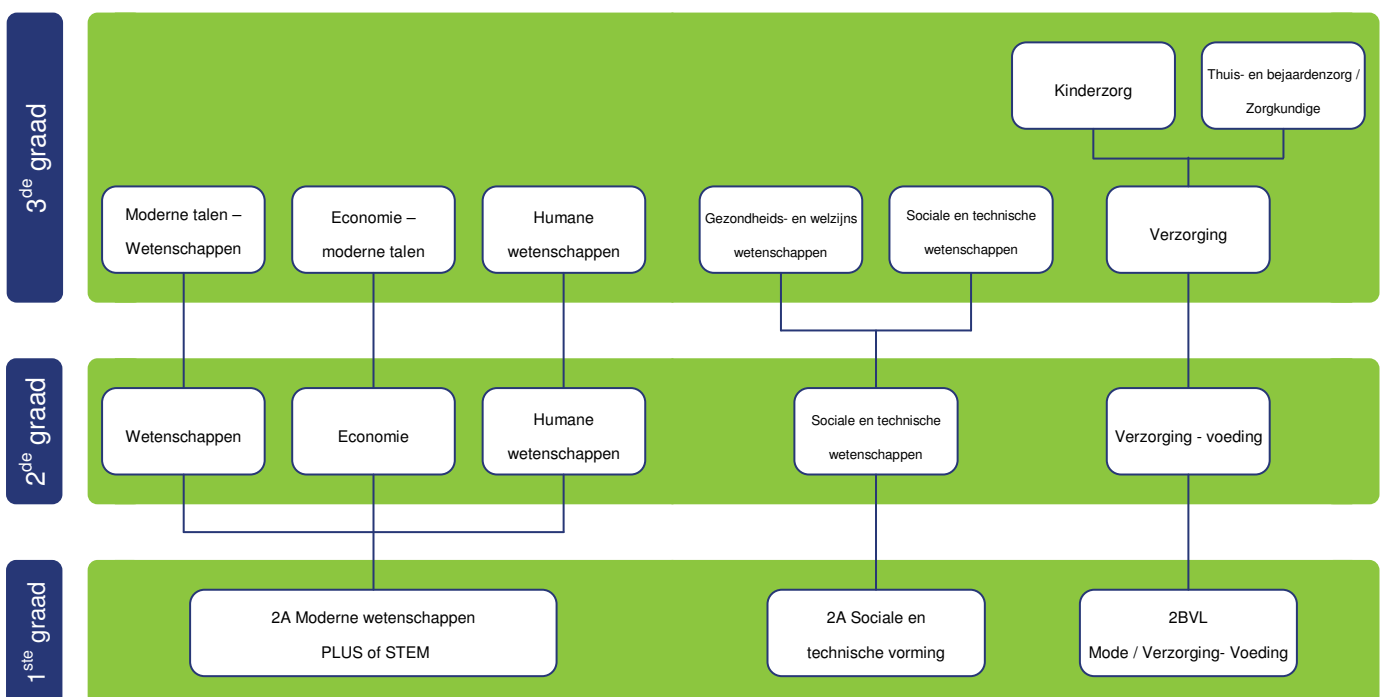 3de graad
Kinderzorg
Thuis- en bejaardenzorg /
Zorgkundige
Moderne talen –
Wetenschappen
Economie –
moderne talen
Humane
wetenschappen
Gezondheids- en welzijns
wetenschappen
Sociale en technische
wetenschappen
Verzorging
2de graad
Wetenschappen
Economie
Humane
wetenschappen
Sociale en technische
wetenschappen
Verzorging - voeding
1ste graad
2A Moderne wetenschappen
PLUS of STEM
2A Sociale en
technische vorming
2BVL
Mode / Verzorging- Voeding